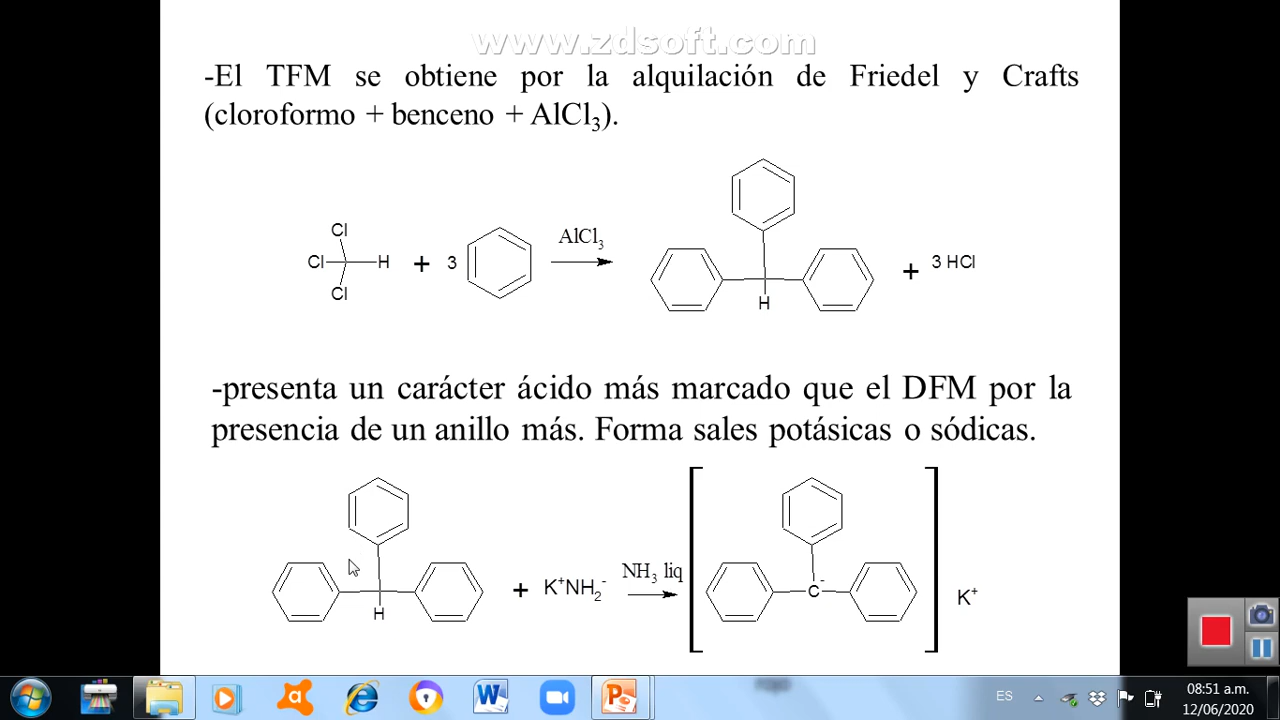 www.zdsoft.com
-El TFM se obtiene por la alquilación de Friedel y Crafts
(cloroformo + benceno + AlCl₃).
Cl
Cl H + 3 AlCl₃ + 3 HCl
Cl
H
-presenta un carácter ácido más marcado que el DFM por la
presencia de un anillo más. Forma sales potásicas o sódicas.
H + K⁺NH₂⁻ NH₃ liq C⁻ K⁺
ES 08:51 a.m.
12/06/2020